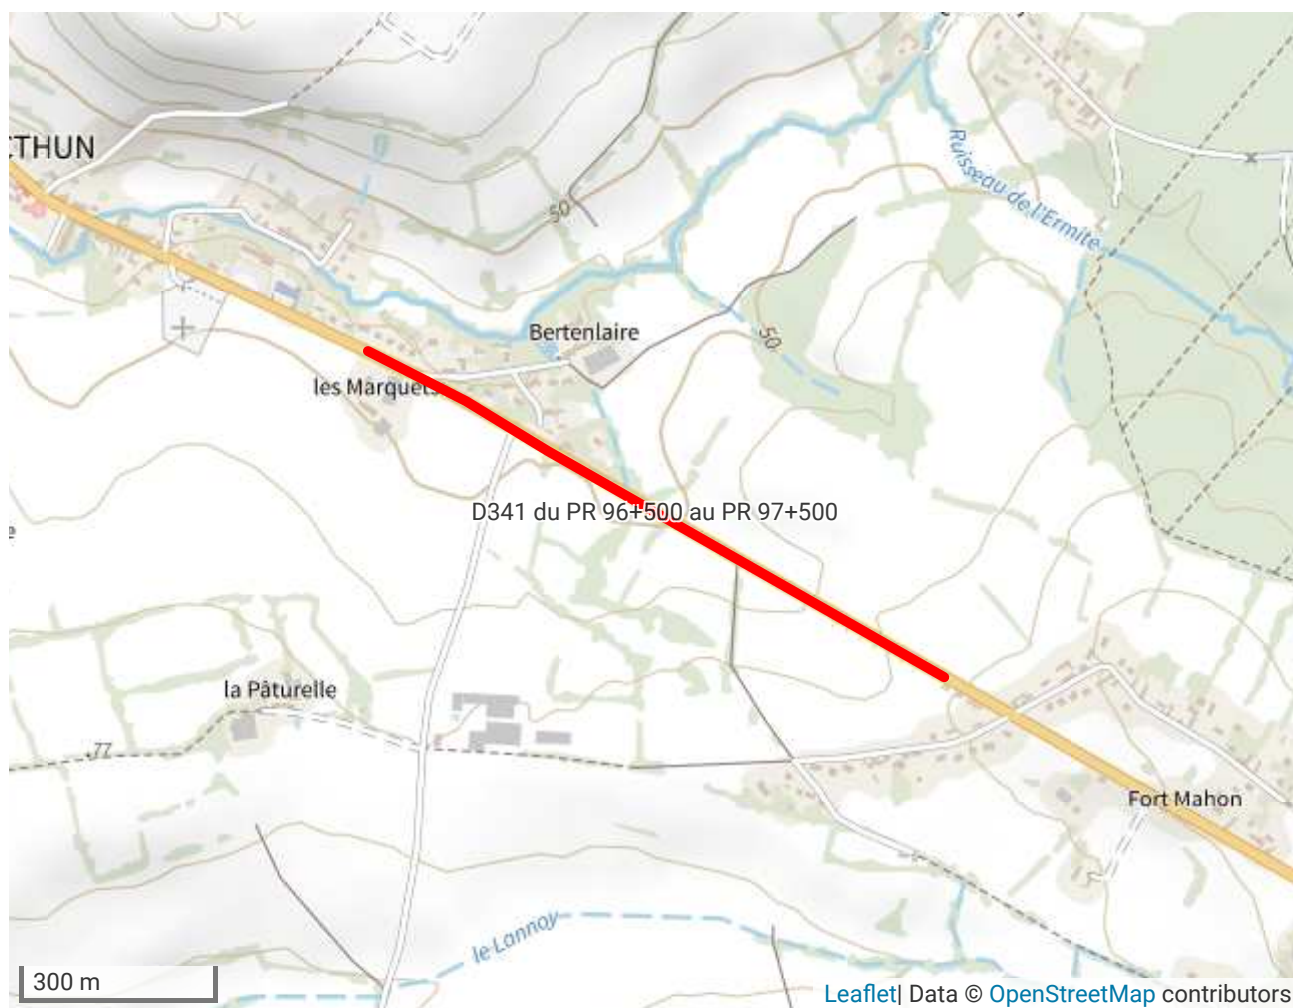 CTHUN
Ruisseau de l'Ermite
50
Bertenlaire
50
les Marquets
D341 du PR 96+500 au PR 97+500
e
la Pâturelle
77
Fort Mahon
le Lannoy
300 m
Leaflet| Data © OpenStreetMap contributors